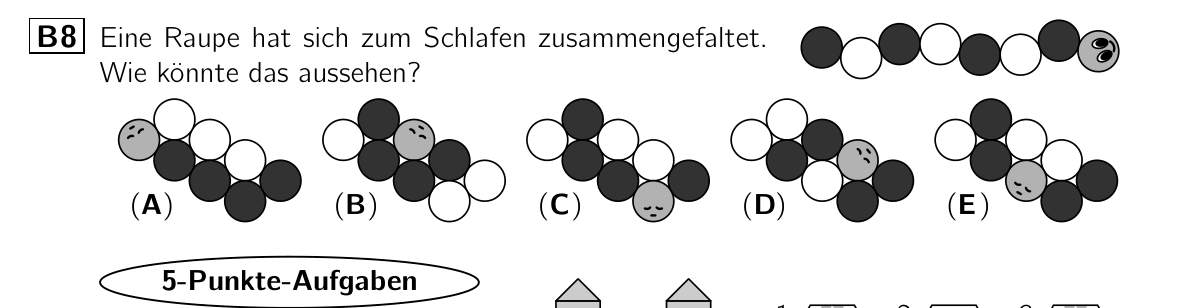 B8 Eine Raupe hat sich zum Schlafen zusammengefaltet.
Wie könnte das aussehen?
(A) (B) (C) (D) (E)
5-Punkte-Aufgaben